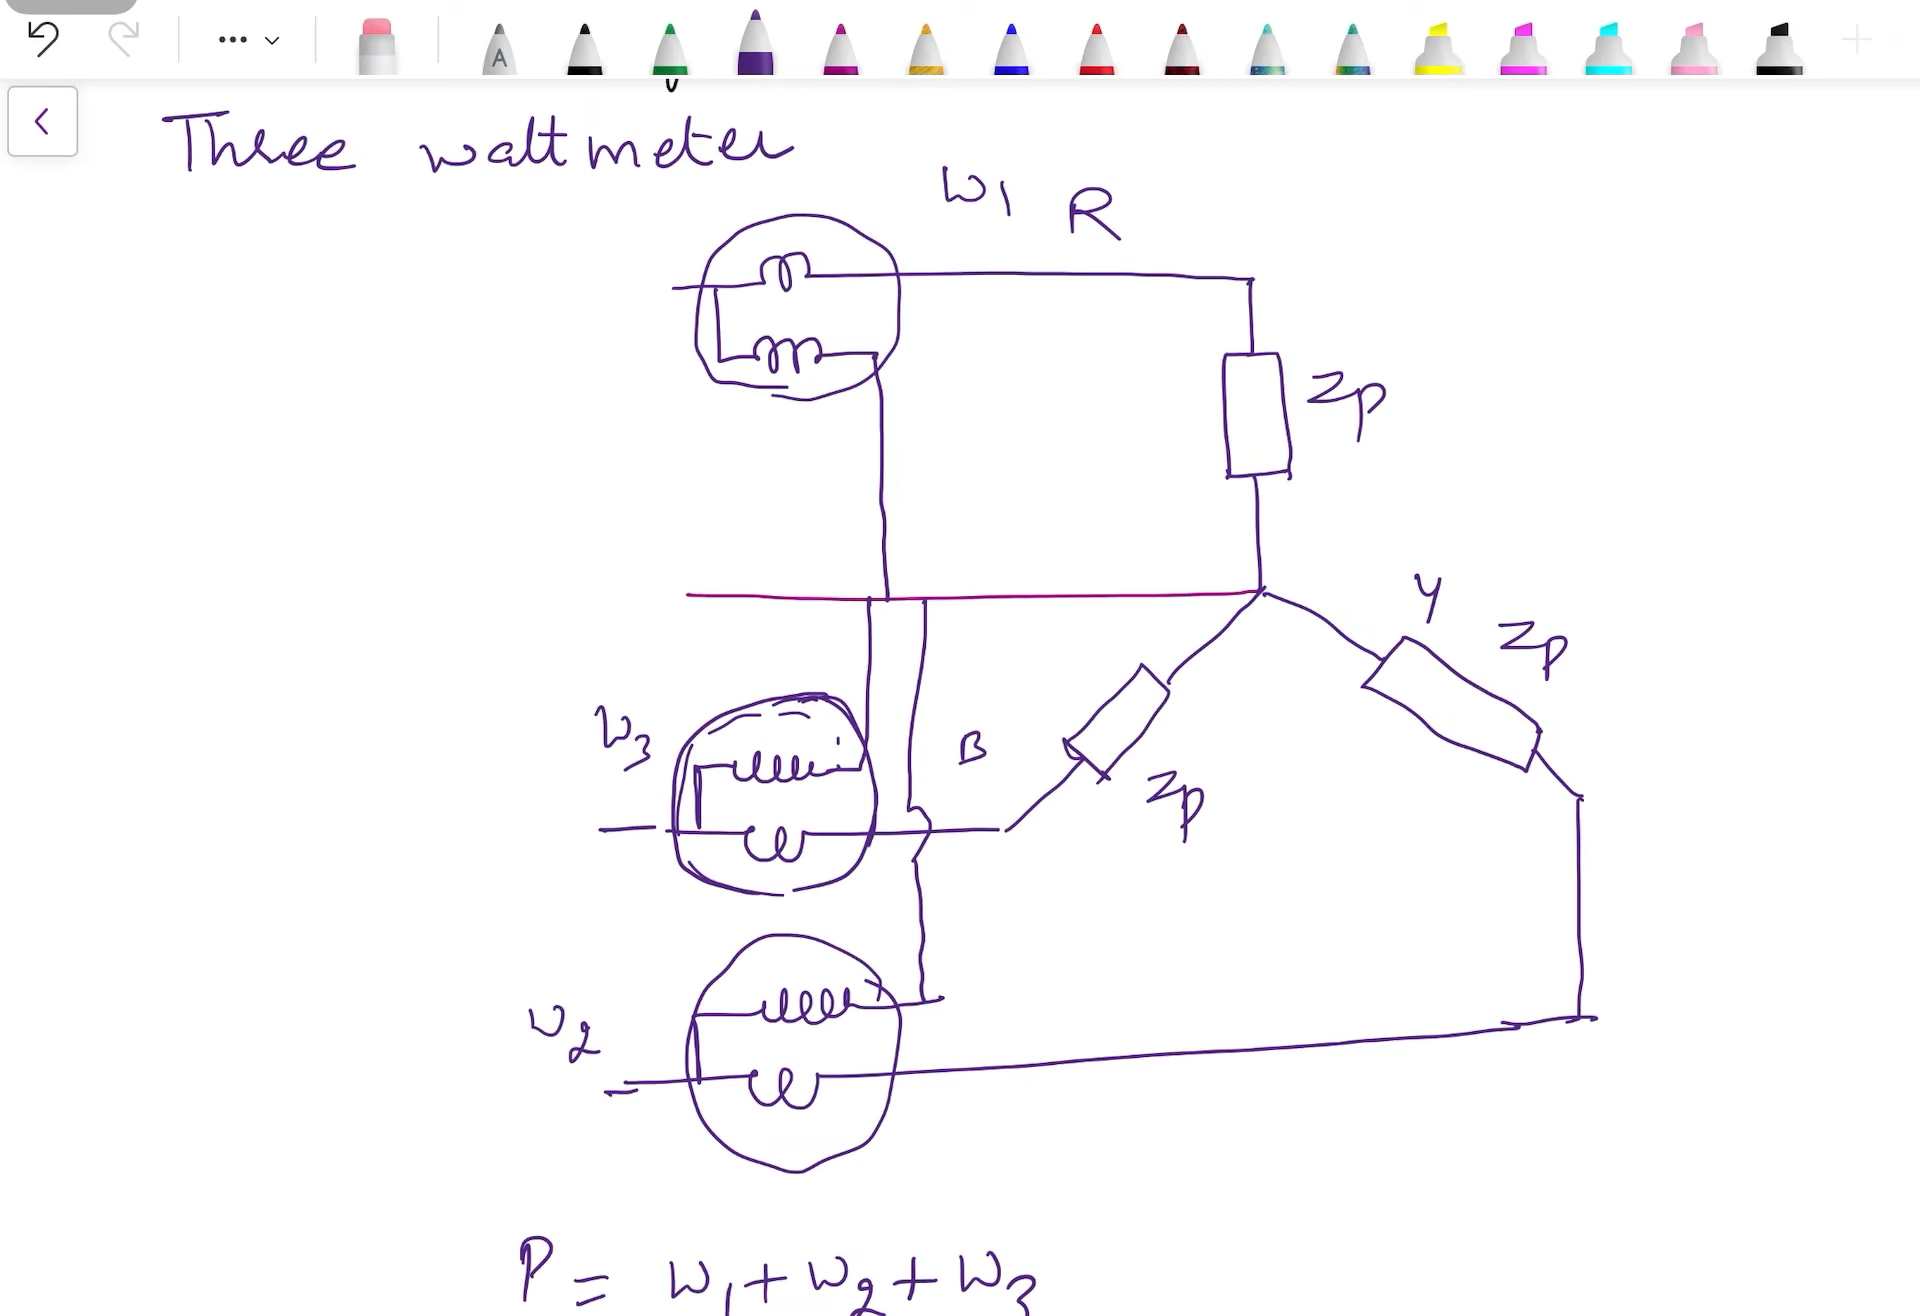 A
Three wattmeter
W1 R
Zp
Y
Zp
W3
B
Zp
W2
P = W1 + W2 + W3